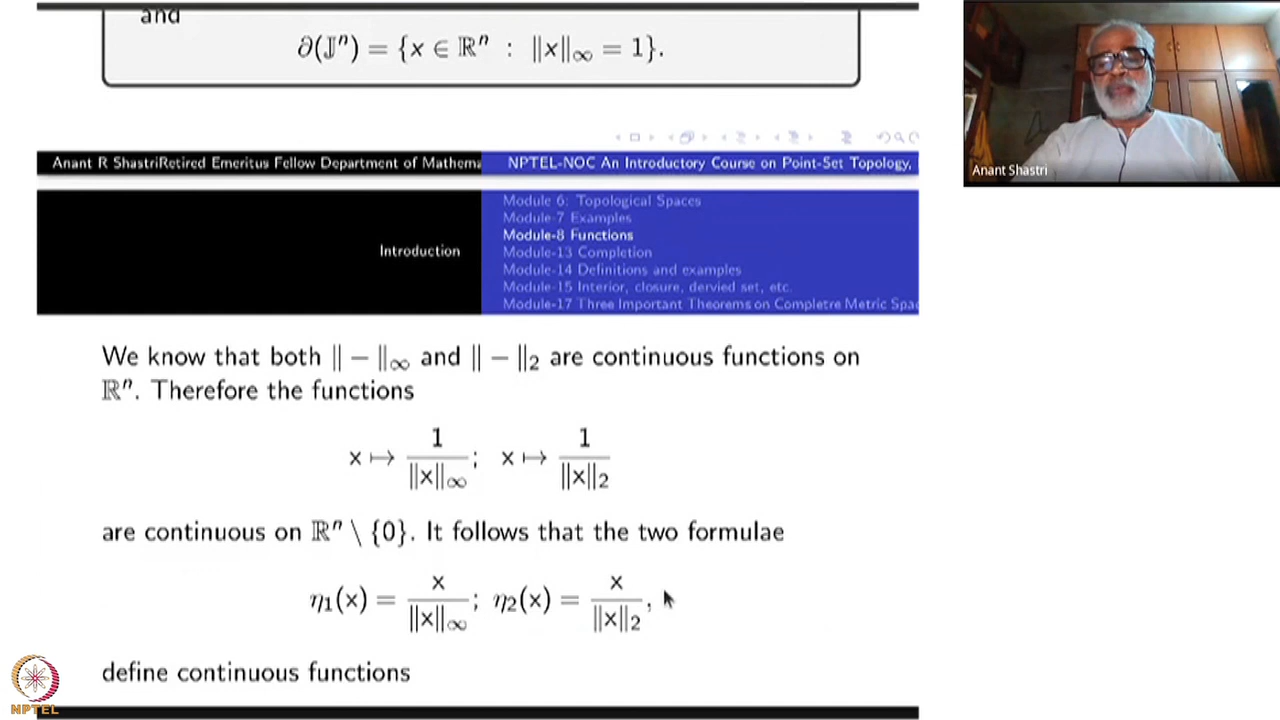 and
∂(𝕁ⁿ) = {x ∈ ℝⁿ : ‖x‖∞ = 1}.
Anant R ShastriRetired Emeritus Fellow Department of Mathema
NPTEL-NOC An Introductory Course on Point-Set Topology,
Introduction
Module 6: Topological Spaces
Module-7 Examples
Module-8 Functions
Module-13 Completion
Module-14 Definitions and examples
Module-15 Interior, closure, dervied set, etc.
Module-17 Three Important Theorems on Completre Metric Spac
We know that both ‖ − ‖∞ and ‖ − ‖₂ are continuous functions on
ℝⁿ. Therefore the functions
x ↦ 1/‖x‖∞ ; x ↦ 1/‖x‖₂
are continuous on ℝⁿ \ {0}. It follows that the two formulae
η₁(x) = x/‖x‖∞ ; η₂(x) = x/‖x‖₂ ,
define continuous functions
Anant Shastri
NPTEL